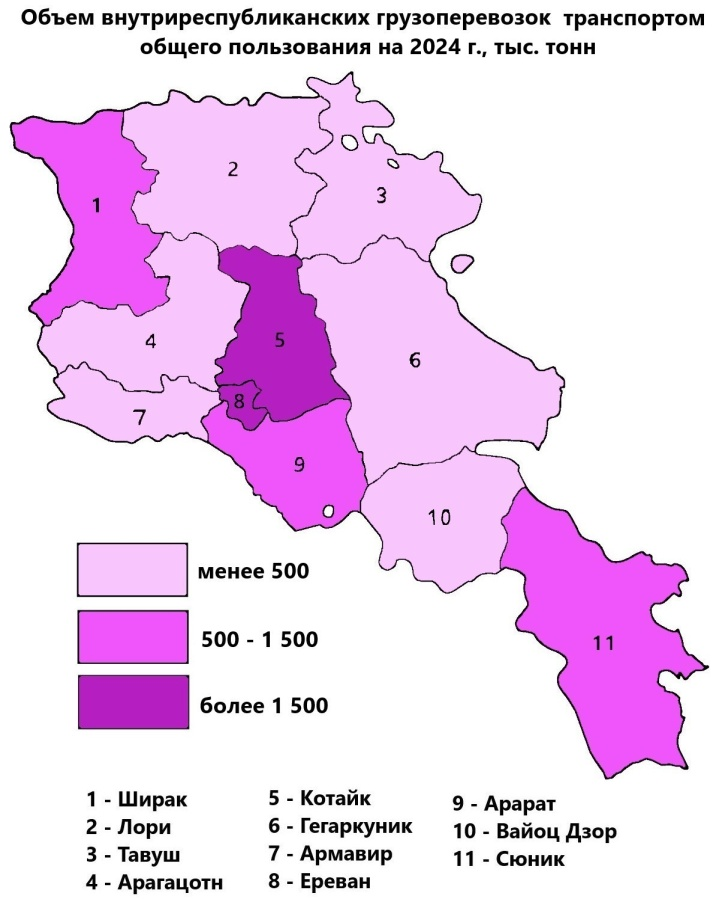 Объем внутриреспубликанских грузоперевозок транспортом
общего пользования на 2024 г., тыс. тонн
1
2
3
4
5
6
7
8
9
10
11
менее 500
500 - 1 500
более 1 500
1 - Ширак
2 - Лори
3 - Тавуш
4 - Арагацотн
5 - Котайк
6 - Гегаркуник
7 - Армавир
8 - Ереван
9 - Арарат
10 - Вайоц Дзор
11 - Сюник